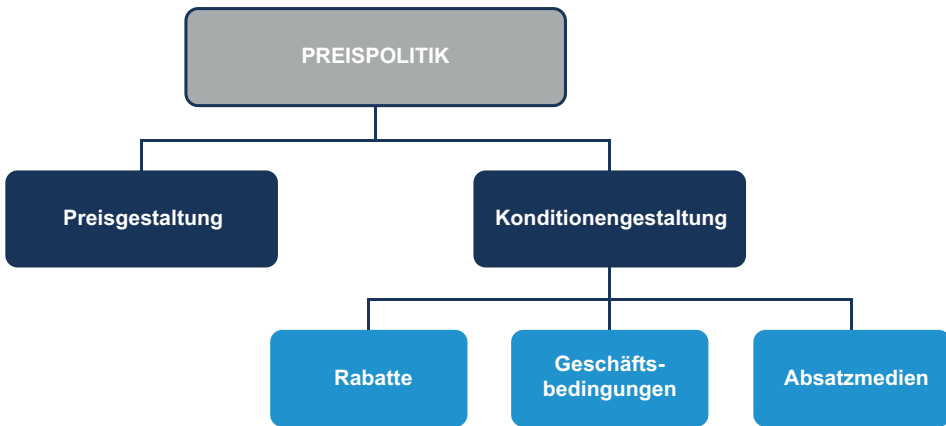 PREISPOLITIK
Preisgestaltung
Konditionengestaltung
Rabatte
Geschäfts-
bedingungen
Absatzmedien